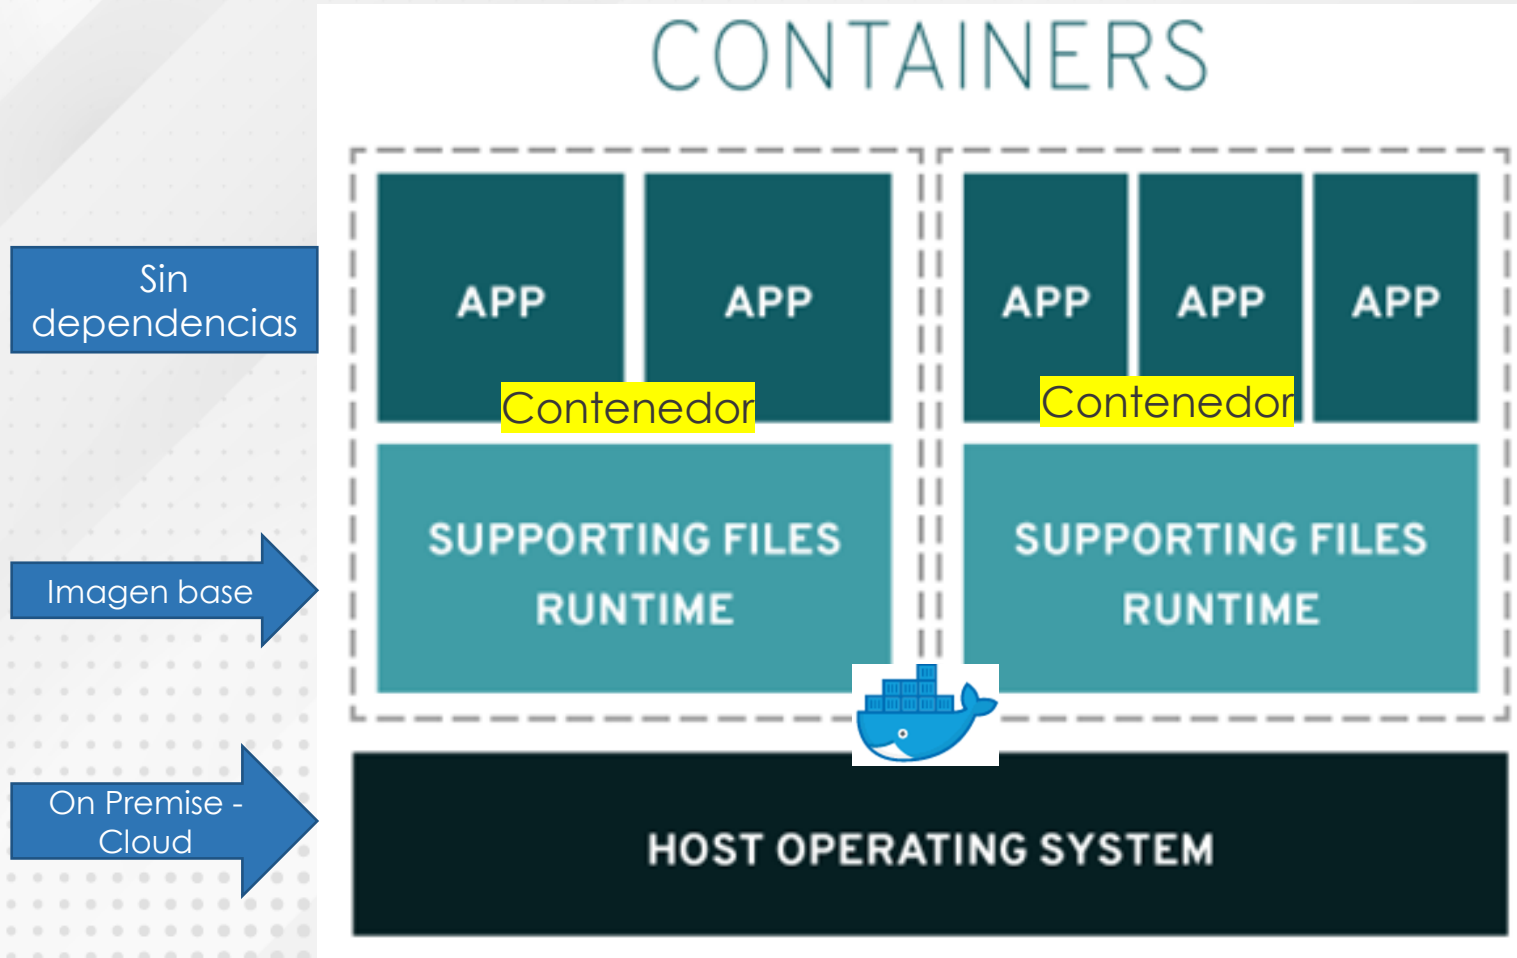 CONTAINERS
Sin
dependencias
APP
APP
APP
APP
APP
Contenedor
Contenedor
Imagen base
SUPPORTING FILES
RUNTIME
SUPPORTING FILES
RUNTIME
On Premise -
Cloud
HOST OPERATING SYSTEM